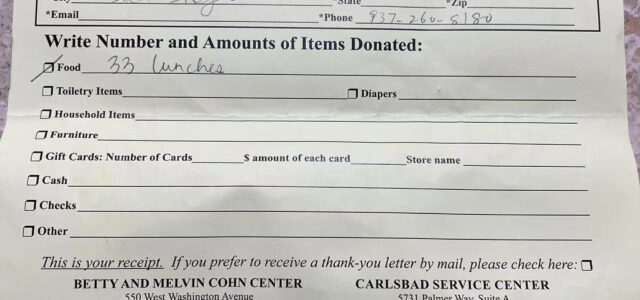 *State *Zip
*Email *Phone 937-260-5180
Write Number and Amounts of Items Donated:
Food 33 lunches
Toiletry Items Diapers
Household Items
Furniture
Gift Cards: Number of Cards $ amount of each card Store name
Cash
Checks
Other
This is your receipt. If you prefer to receive a thank-you letter by mail, please check here:
BETTY AND MELVIN COHN CENTER CARLSBAD SERVICE CENTER
550 West Washington Avenue 5731 Palmer Way, Suite A